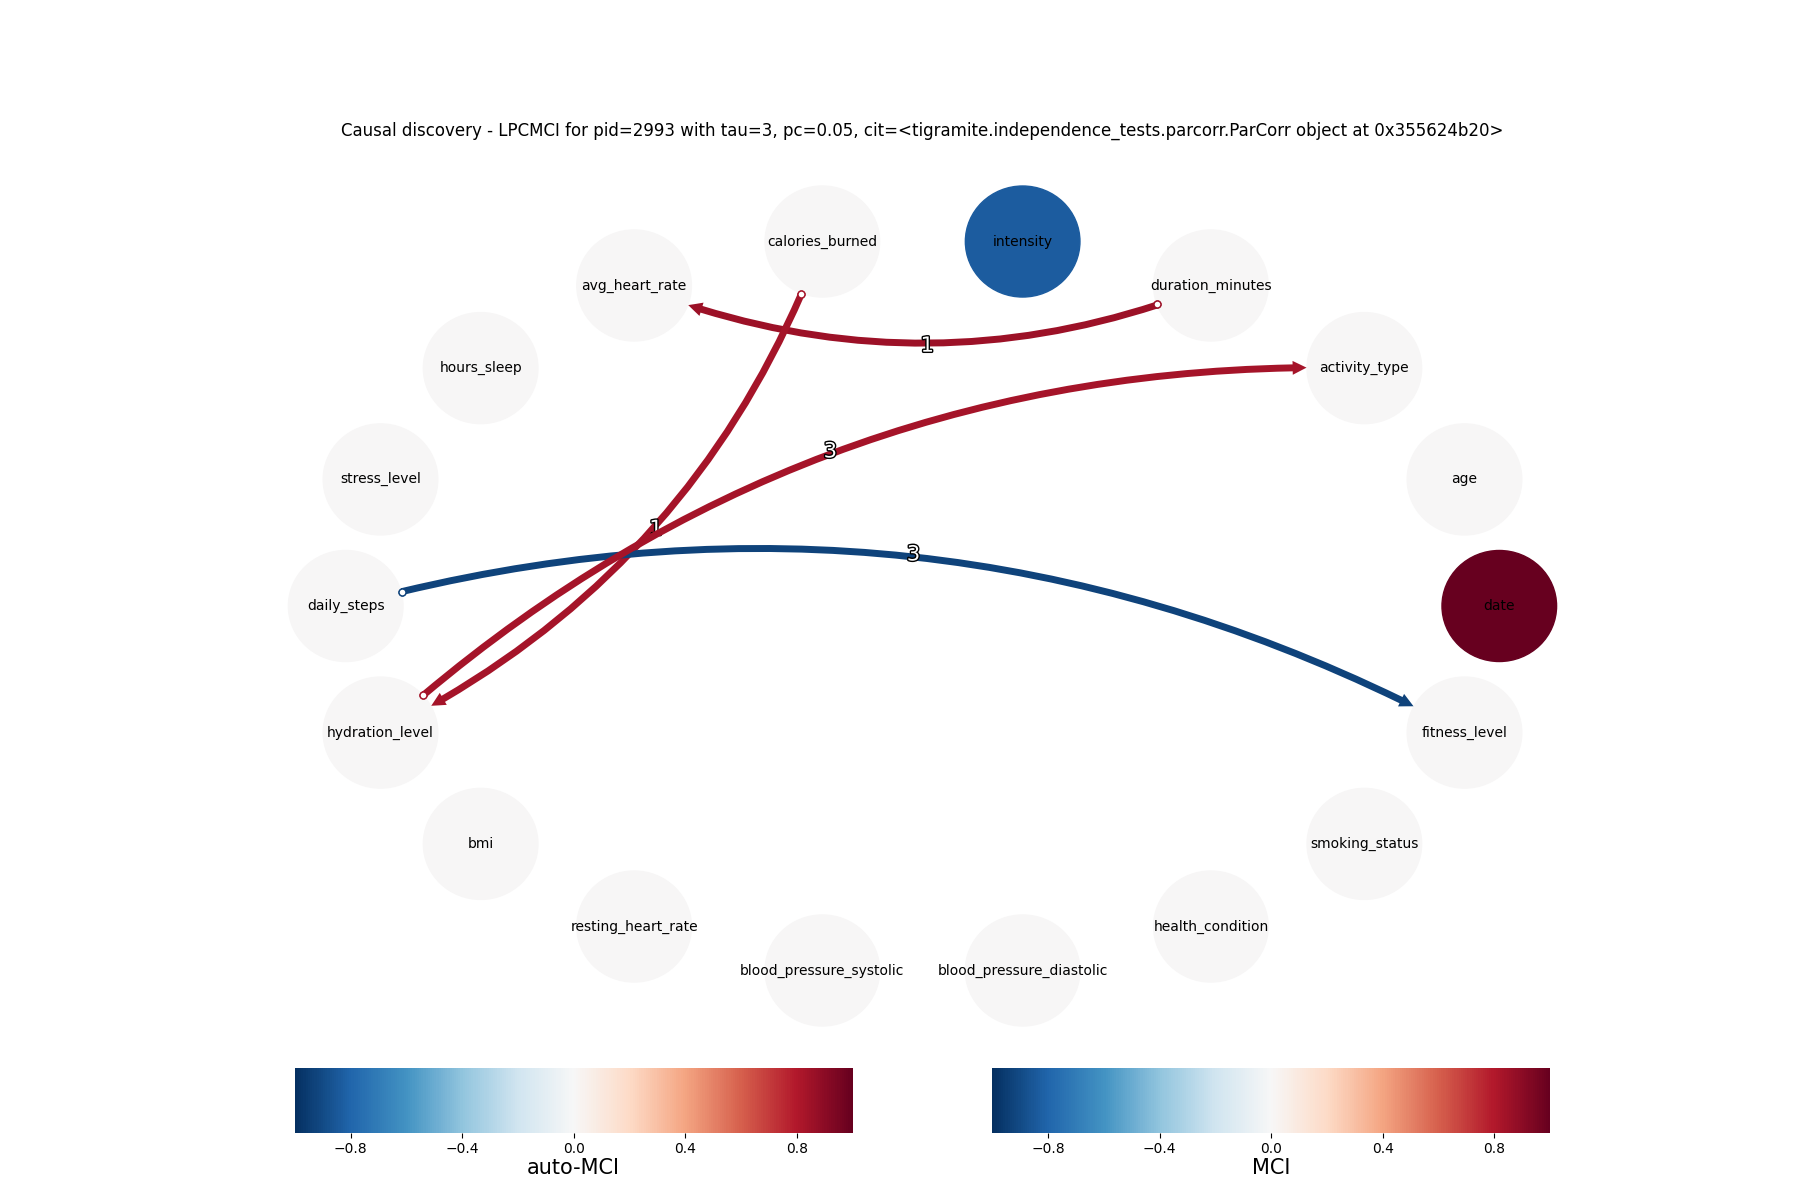 Causal discovery - LPCMCI for pid=2993 with tau=3, pc=0.05, cit=<tigramite.independence_tests.parcorr.ParCorr object at 0x355624b20>
calories_burned
intensity
avg_heart_rate
duration_minutes
1
hours_sleep
activity_type
3
stress_level
age
1
3
daily_steps
date
hydration_level
fitness_level
bmi
smoking_status
resting_heart_rate
health_condition
blood_pressure_systolic
blood_pressure_diastolic
−0.8 −0.4 0.0 0.4 0.8
auto-MCI
−0.8 −0.4 0.0 0.4 0.8
MCI